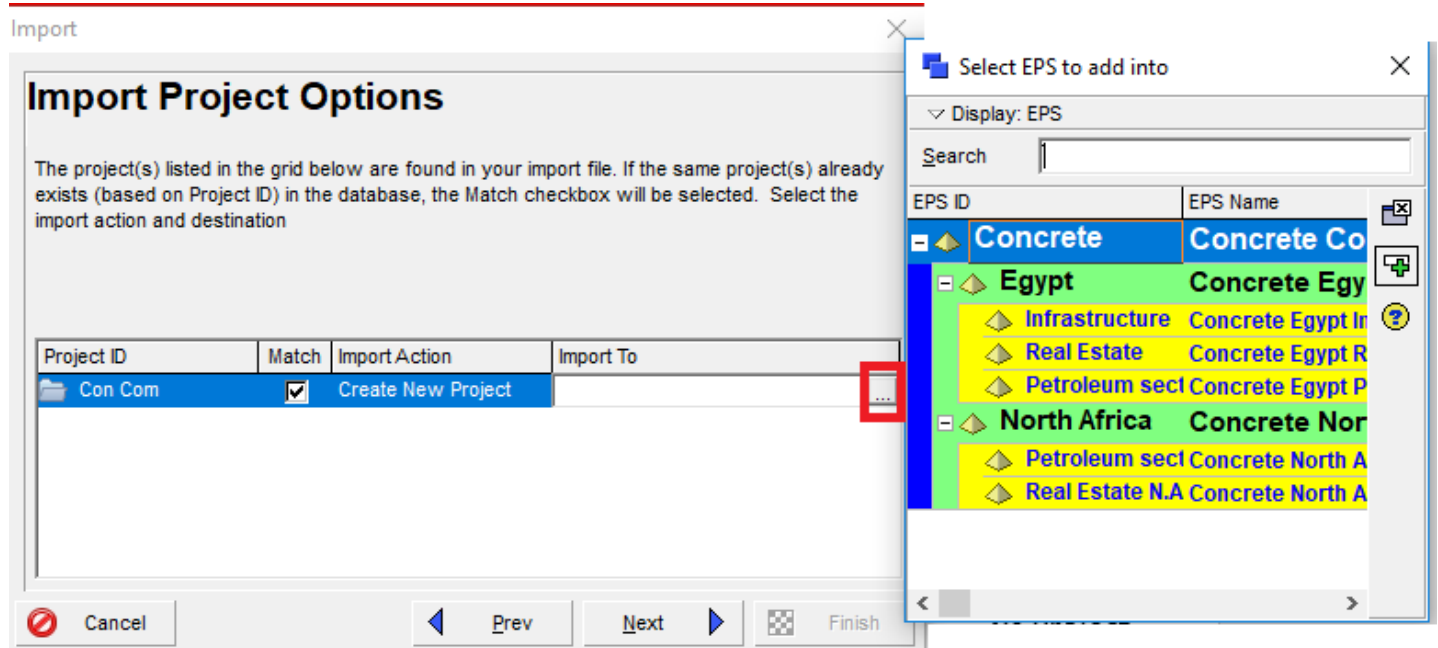 Import
Import Project Options
The project(s) listed in the grid below are found in your import file. If the same project(s) already
exists (based on Project ID) in the database, the Match checkbox will be selected.  Select the
import action and destination
Project ID Match Import Action Import To
Con Com Create New Project ...
Cancel Prev Next Finish
Select EPS to add into
Display: EPS
Search
EPS ID EPS Name
Concrete Concrete Co
Egypt Concrete Egy
Infrastructure Concrete Egypt In
Real Estate Concrete Egypt R
Petroleum sect Concrete Egypt P
North Africa Concrete Nor
Petroleum sect Concrete North A
Real Estate N.A Concrete North A